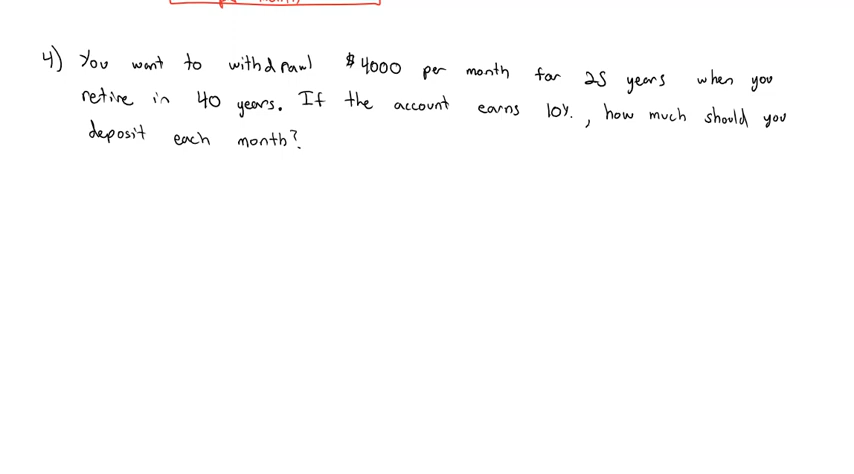 4) You want to withdrawl $4000 per month for 25 years when you
retire in 40 years. If the account earns 10%, how much should you
deposit each month?